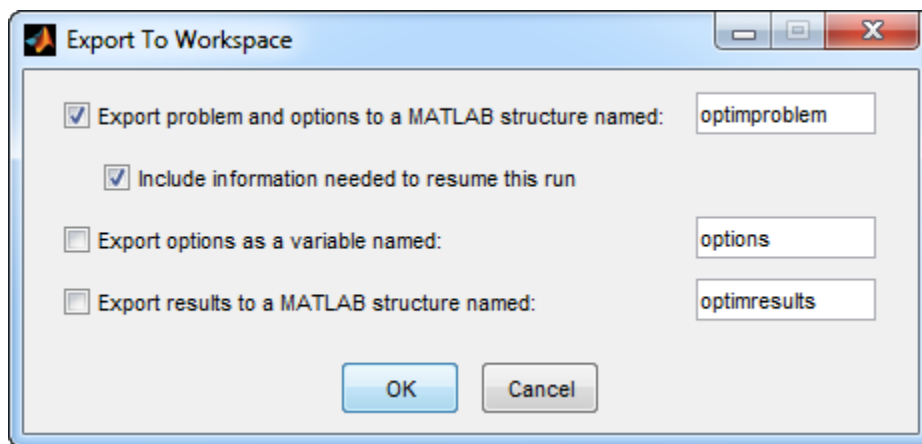 Export To Workspace
Export problem and options to a MATLAB structure named: optimproblem
Include information needed to resume this run
Export options as a variable named: options
Export results to a MATLAB structure named: optimresults
OK Cancel